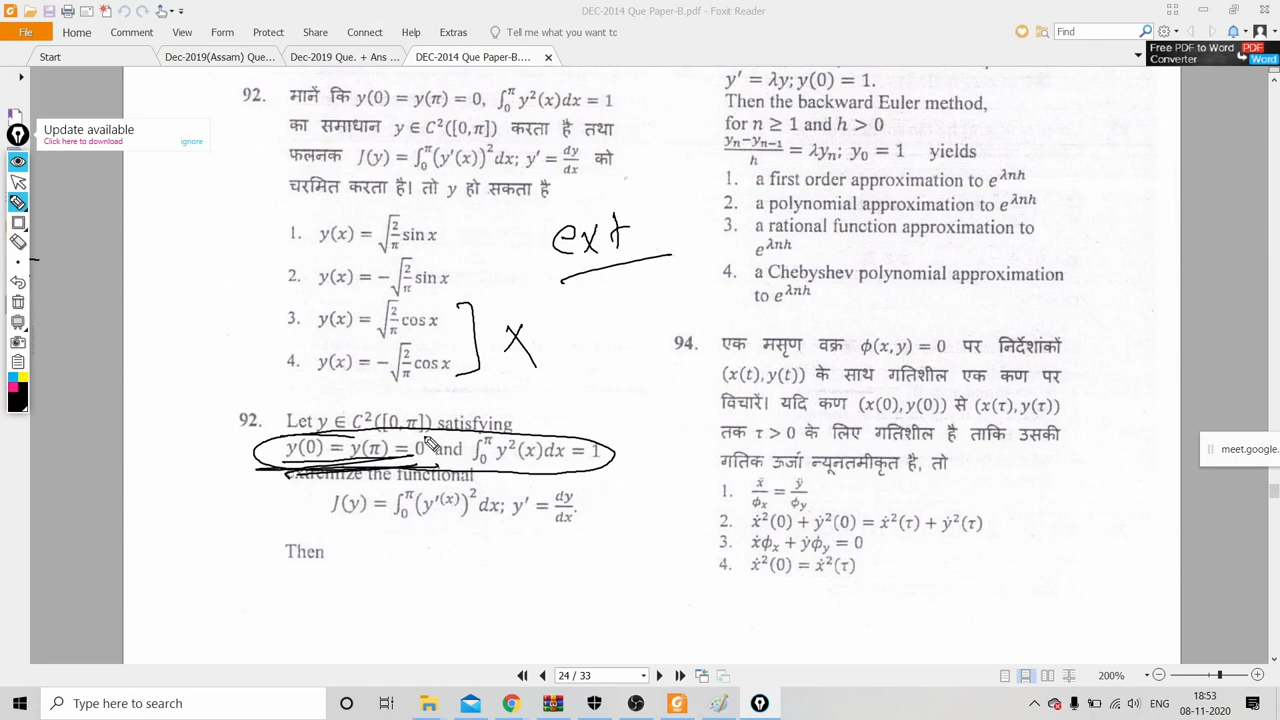 DEC-2014 Que Paper-B.pdf - Foxit Reader
File Home Comment View Form Protect Share Connect Help Extras Tell me what you want to Find
Start Dec-2019(Assam) Que... Dec-2019 Que. + Ans ... DEC-2014 Que Paper-B....
Free PDF to Word Converter
PDF Word
Update available
Click here to download ignore
92. मानें कि y(0) = y(π) = 0, ∫₀^π y²(x)dx = 1
का समाधान y ∈ C²([0, π]) करता है तथा
फलनक J(y) = ∫₀^π (y′(x))² dx; y′ = dy/dx को
चरमित करता है। तो y हो सकता है
1. y(x) = √(2/π) sin x
2. y(x) = −√(2/π) sin x
3. y(x) = √(2/π) cos x
4. y(x) = −√(2/π) cos x
ext
X
92. Let y ∈ C²([0, π]) satisfying
y(0) = y(π) = 0 and ∫₀^π y²(x)dx = 1
extremize the functional
J(y) = ∫₀^π (y′(x))² dx; y′ = dy/dx.
Then
y′ = λy; y(0) = 1.
Then the backward Euler method,
for n ≥ 1 and h > 0
(yₙ−yₙ₋₁)/h = λyₙ; y₀ = 1 yields
1. a first order approximation to e^λnh
2. a polynomial approximation to e^λnh
3. a rational function approximation to
e^λnh
4. a Chebyshev polynomial approximation
to e^λnh
94. एक मसृण वक्र ϕ(x, y) = 0 पर निर्देशांकों
(x(t), y(t)) के साथ गतिशील एक कण पर
विचारें। यदि कण (x(0), y(0)) से (x(τ), y(τ))
तक τ > 0 के लिए गतिशील है ताकि उसकी
गतिक ऊर्जा न्यूनतमीकृत है, तो
1. ẍ/ϕₓ = ÿ/ϕᵧ
2. ẋ²(0) + ẏ²(0) = ẋ²(τ) + ẏ²(τ)
3. ẋϕₓ + ẏϕᵧ = 0
4. ẋ²(0) = ẋ²(τ)
meet.google.
24 / 33
200%
Type here to search
18:53
08-11-2020